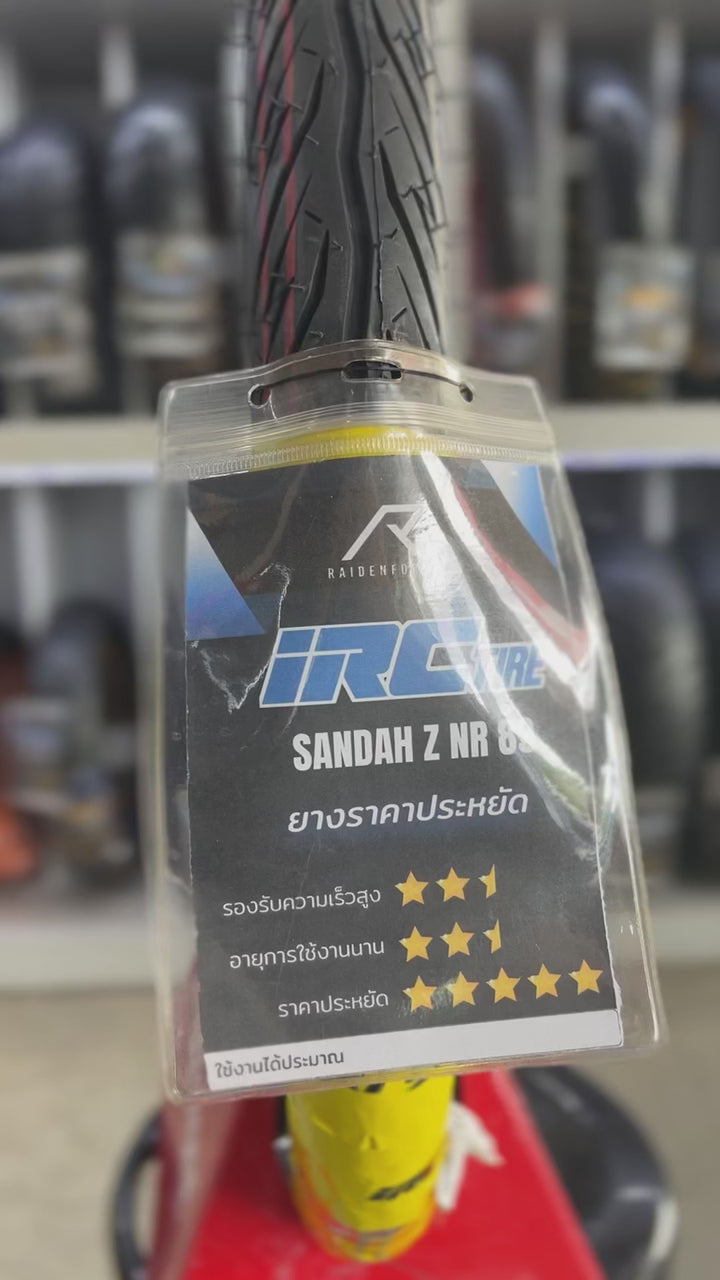 iRC TIRE
SANDAH Z NR
ยางราคาประหยัด
รองรับความเร็วสูง
อายุการใช้งานนาน
ราคาประหยัด
ใช้งานได้ประมาณ